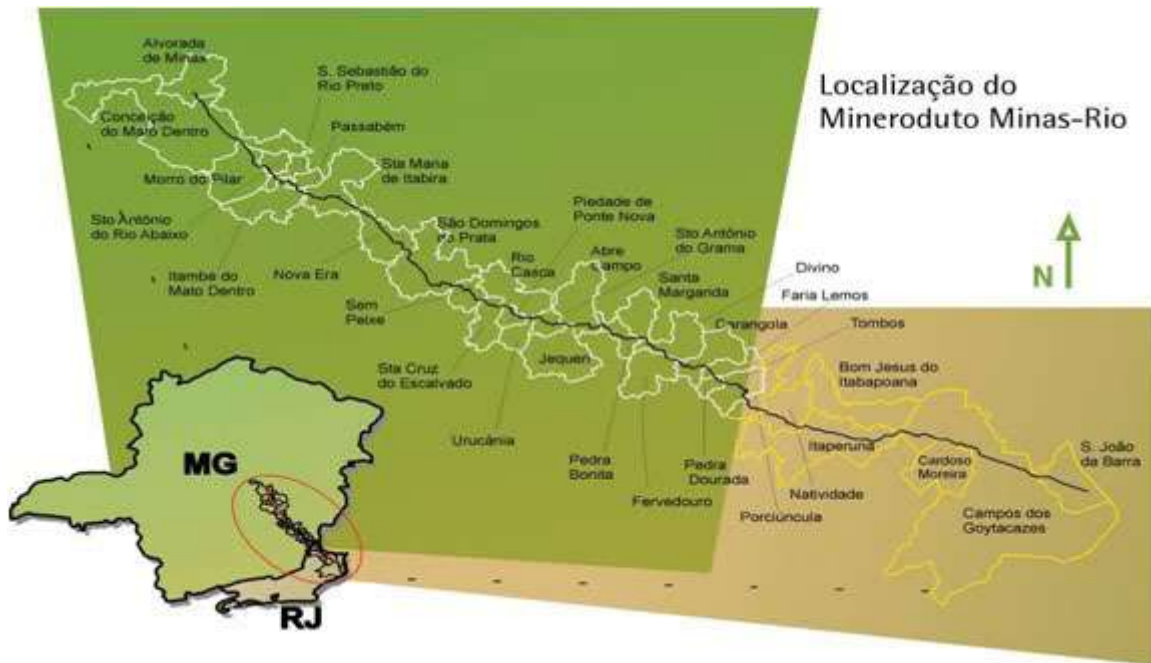 Alvorada
de Minas
S. Sebastião do
Rio Prato
Localização do
Mineroduto Minas-Rio
Conceição
do Mato Dentro
Passabém
Morro do Pilar
Sta Maria
de Itabira
Sto Antônio
do Rio Abaixo
São Domingos
do Prata
Piedade de
Ponte Nova
Itambé do
Mato Dentro
Nova Era
Rio
Casca
Abre
Campo
Sto Antônio
do Grama
Santa
Marganda
Divino
Faria Lemos
N
Sem
Peixe
Carangola
Tombos
Sta Cruz
do Escalvado
Jequeri
Bom Jesus do
Itabapoana
Urucânia
Pedra
Bonita
Fervedouro
Pedra
Dourada
Porciúncula
Natividade
Itaperuna
Cardoso
Moreira
S. João
da Barra
Campos dos
Goytacazes
MG
RJ